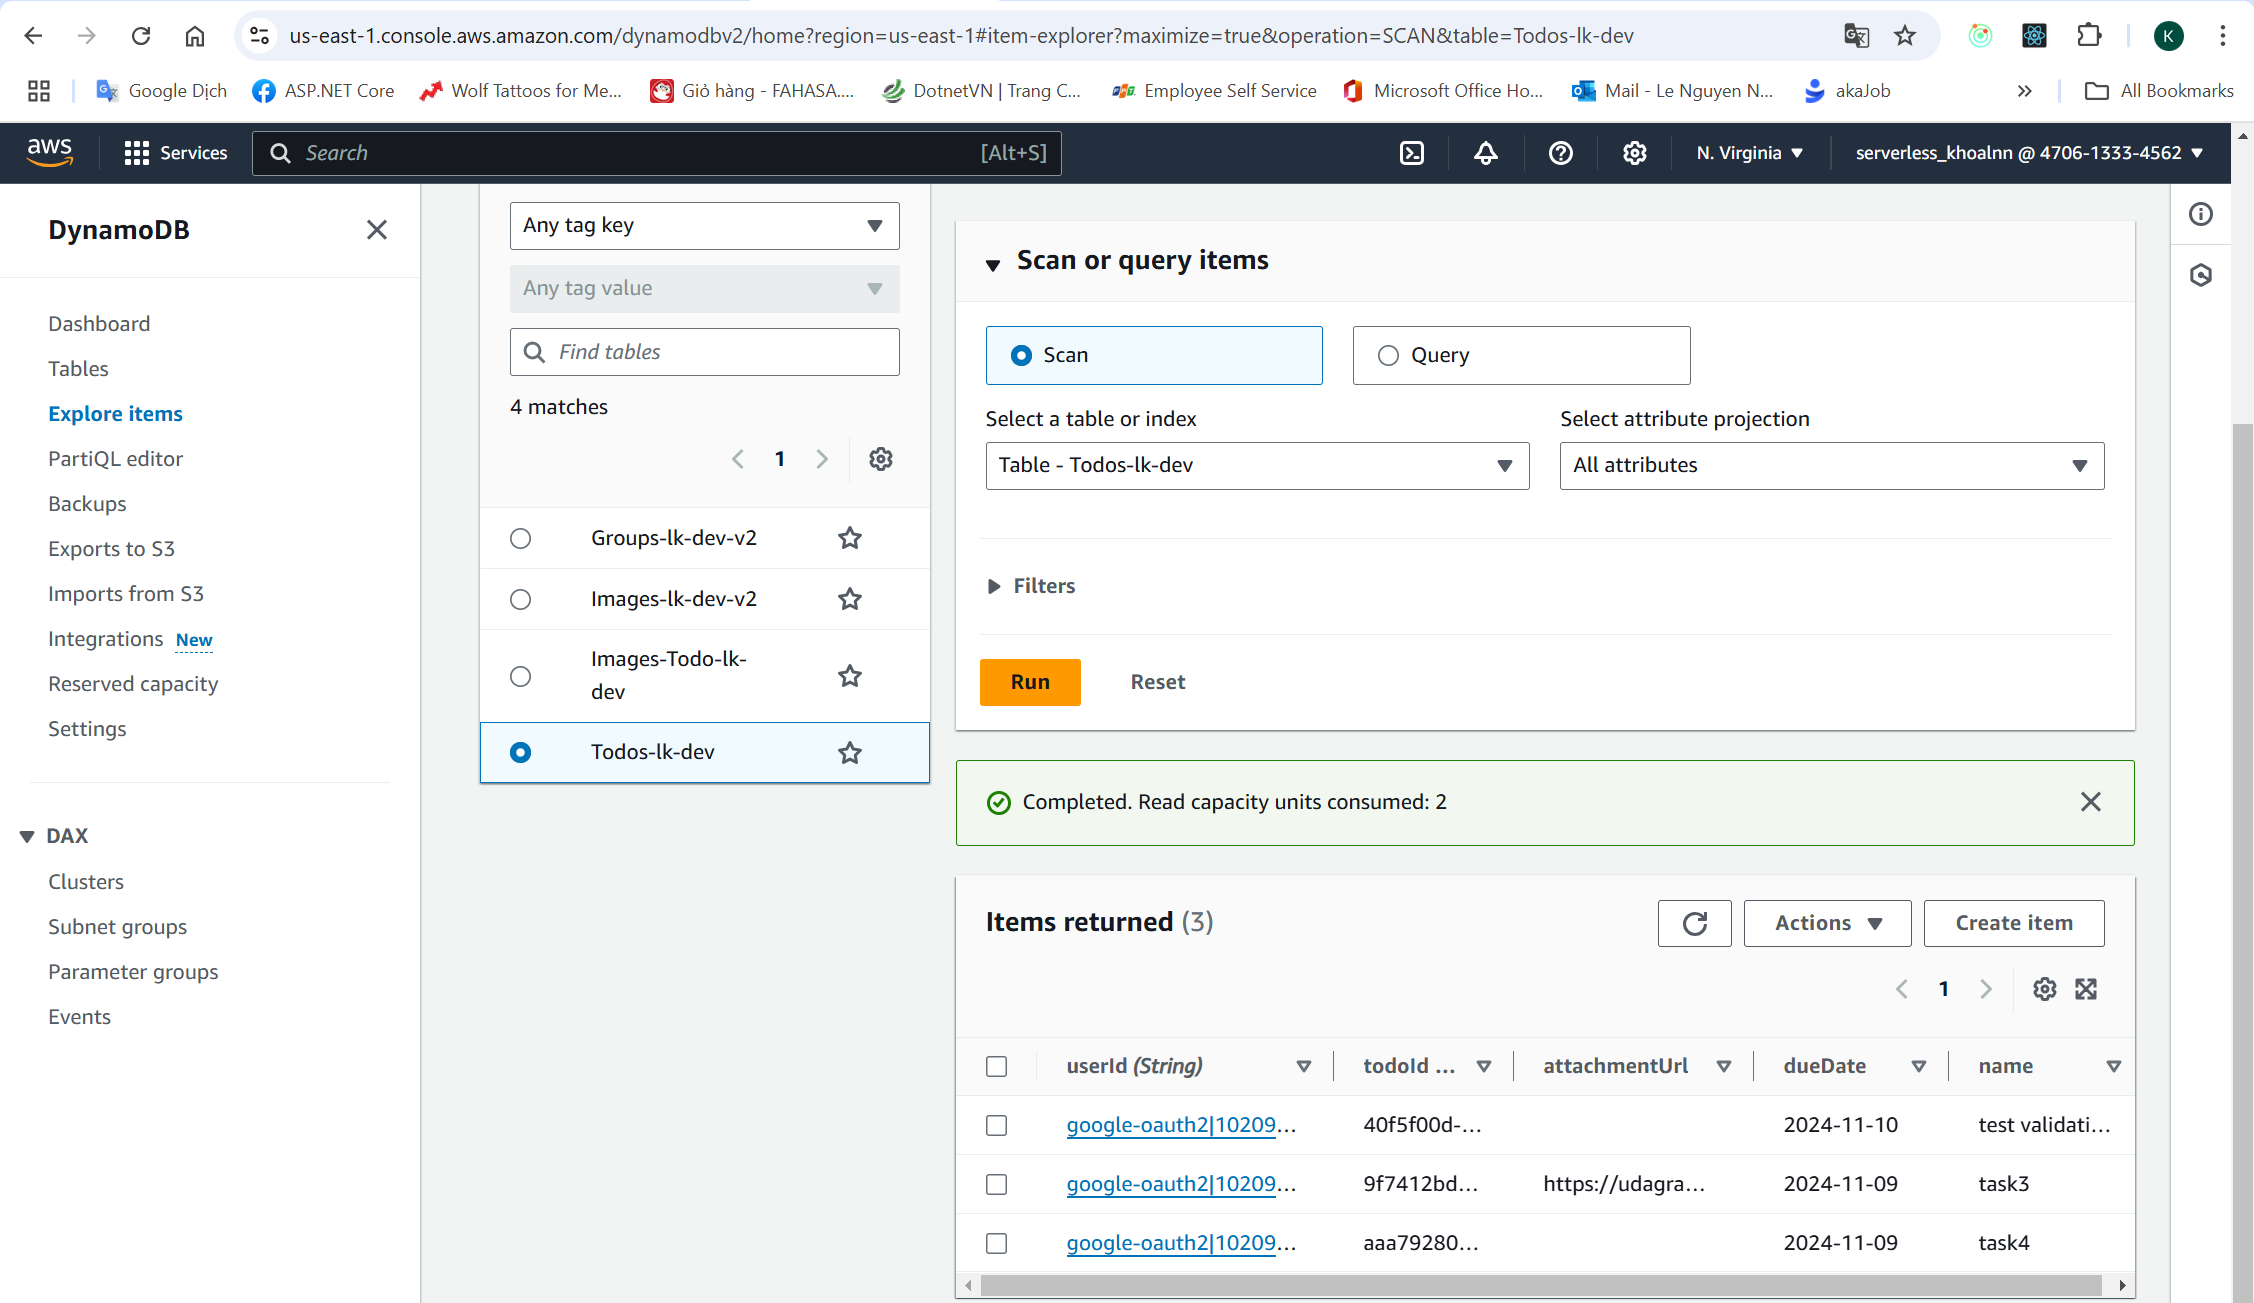 us-east-1.console.aws.amazon.com/dynamodbv2/home?region=us-east-1#item-explorer?maximize=true&operation=SCAN&table=Todos-lk-dev
K
Google Dịch
ASP.NET Core
Wolf Tattoos for Me...
Giỏ hàng - FAHASA....
DotnetVN | Trang C...
Employee Self Service
Microsoft Office Ho...
Mail - Le Nguyen N...
akaJob
All Bookmarks
aws
Services
Search
[Alt+S]
N. Virginia
serverless_khoalnn @ 4706-1333-4562
DynamoDB
Dashboard
Tables
Explore items
PartiQL editor
Backups
Exports to S3
Imports from S3
Integrations New
Reserved capacity
Settings
DAX
Clusters
Subnet groups
Parameter groups
Events
Any tag key
Any tag value
Find tables
4 matches
1
Groups-lk-dev-v2
Images-lk-dev-v2
Images-Todo-lk-
dev
Todos-lk-dev
Scan or query items
Scan
Query
Select a table or index
Select attribute projection
Table - Todos-lk-dev
All attributes
Filters
Run
Reset
Completed. Read capacity units consumed: 2
Items returned (3)
Actions
Create item
1
userId (String)
todoId ...
attachmentUrl
dueDate
name
google-oauth2|10209...
40f5f00d-...
2024-11-10
test validati...
google-oauth2|10209...
9f7412bd...
https://udagra...
2024-11-09
task3
google-oauth2|10209...
aaa79280...
2024-11-09
task4